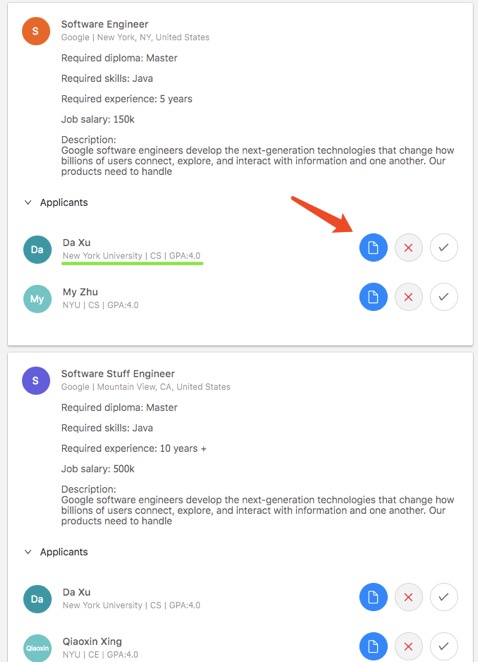 S
Software Engineer
Google | New York, NY, United States
Required diploma: Master
Required skills: Java
Required experience: 5 years
Job salary: 150k
Description:
Google software engineers develop the next-generation technologies that change how
billions of users connect, explore, and interact with information and one another. Our
products need to handle
Applicants
Da
Da Xu
New York University | CS | GPA:4.0
My
My Zhu
NYU | CS | GPA:4.0
S
Software Stuff Engineer
Google | Mountain View, CA, United States
Required diploma: Master
Required skills: Java
Required experience: 10 years +
Job salary: 500k
Description:
Google software engineers develop the next-generation technologies that change how
billions of users connect, explore, and interact with information and one another. Our
products need to handle
Applicants
Da
Da Xu
New York University | CS | GPA:4.0
Qiaoxin
Qiaoxin Xing
NYU | CE | GPA:4.0